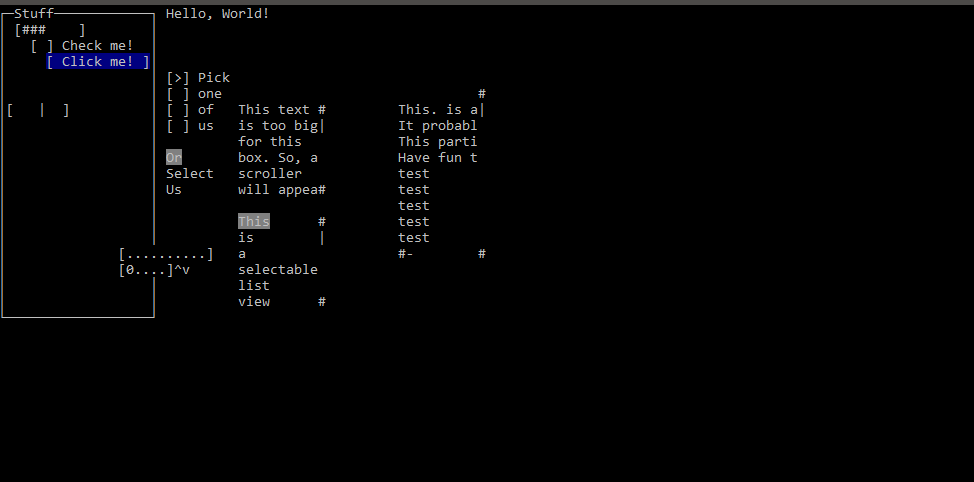 Stuff
Hello, World!
[###    ]
[ ] Check me!
[ Click me! ]
[>] Pick
[ ] one
[ ] of
[ ] us
[   |  ]
Or
Select
Us
This text #
is too big|
for this
box. So, a
scroller
will appea#
This      #
is        |
a
selectable
list
view      #
#
This. is a|
It probabl
This parti
Have fun t
test
test
test
test
test
#-        #
[..........]
[0....]^v